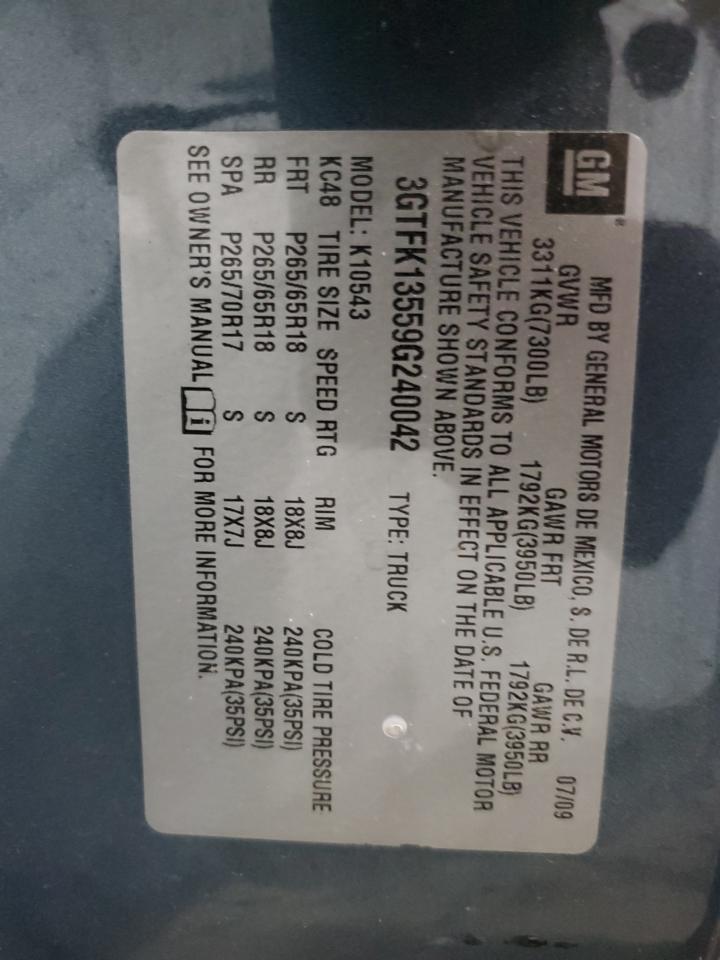 GM®
MFD BY GENERAL MOTORS DE MEXICO, S. DE R.L. DE C.V. 07/09
GVWR GAWR FRT GAWR RR
3311KG(7300LB) 1792KG(3950LB) 1792KG(3950LB)
THIS VEHICLE CONFORMS TO ALL APPLICABLE U.S. FEDERAL MOTOR
VEHICLE SAFETY STANDARDS IN EFFECT ON THE DATE OF
MANUFACTURE SHOWN ABOVE.
3GTFK13559G240042 TYPE: TRUCK
MODEL: K10543
KC48 TIRE SIZE SPEED RTG RIM COLD TIRE PRESSURE
FRT P265/65R18 S 18X8J 240KPA(35PSI)
RR P265/65R18 S 18X8J 240KPA(35PSI)
SPA P265/70R17 S 17X7J 240KPA(35PSI)
SEE OWNER'S MANUAL i FOR MORE INFORMATION.